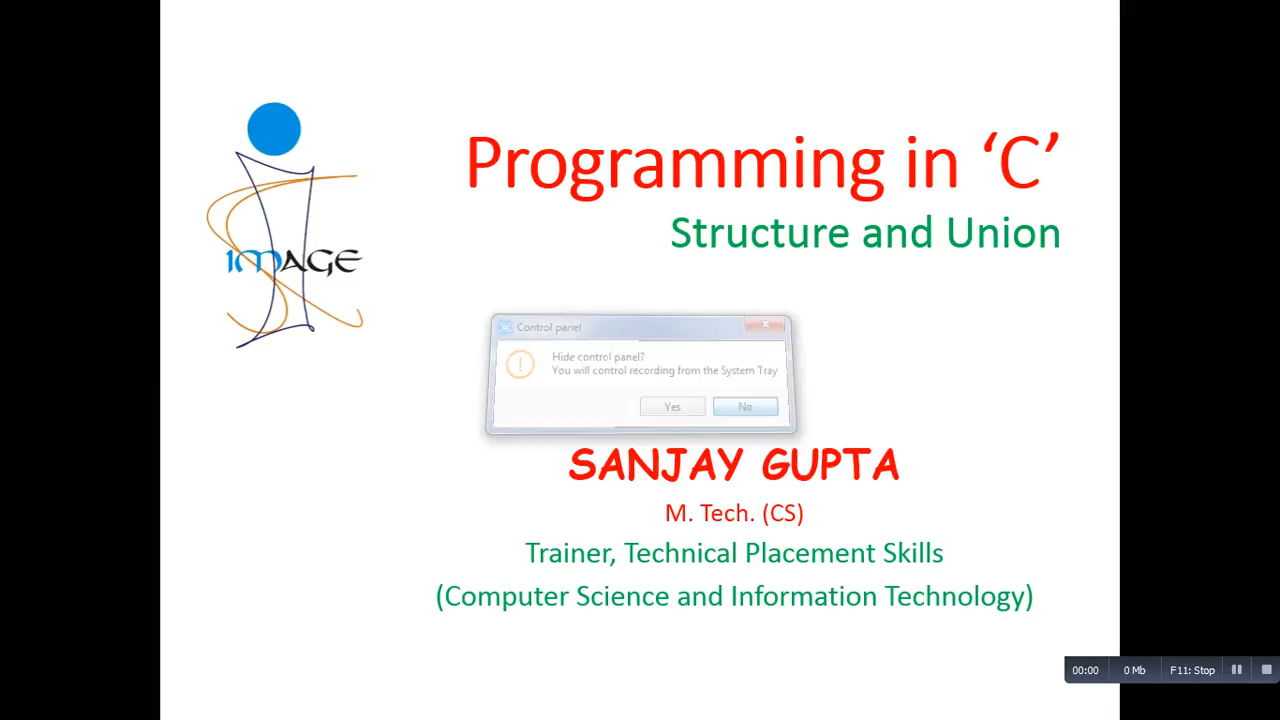 Programming in ‘C’
Structure and Union
IMAGE
Control panel
Hide control panel?
You will control recording from the System Tray
Yes
No
SANJAY GUPTA
M. Tech. (CS)
Trainer, Technical Placement Skills
(Computer Science and Information Technology)
00:00
0 Mb
F11: Stop